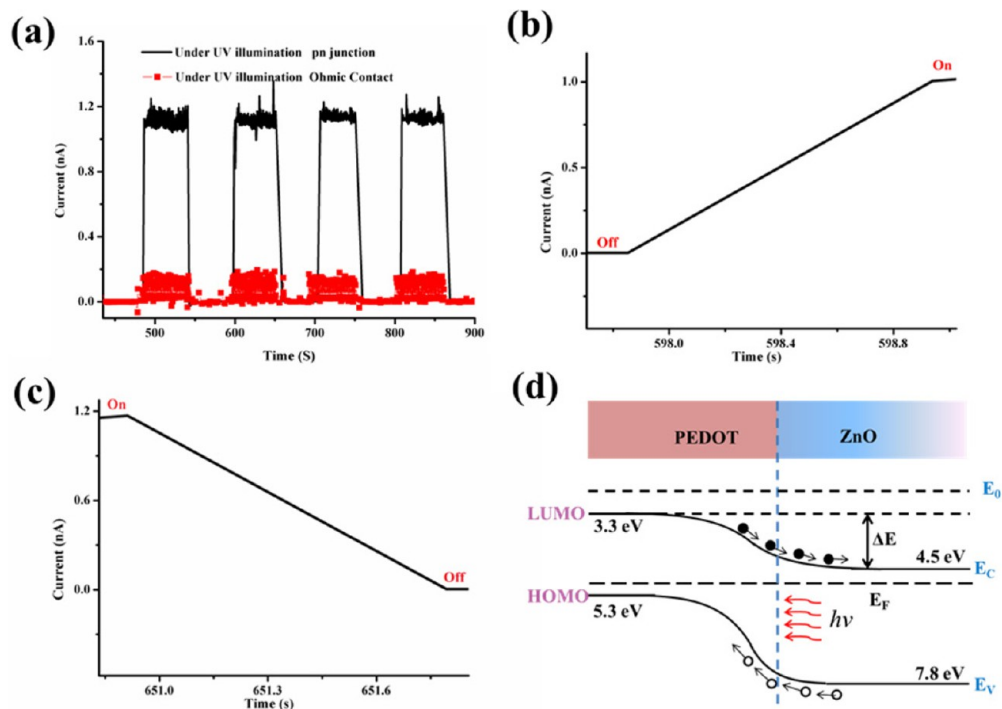 (a)
1.6
1.2
0.8
0.4
0.0
Current (nA)
Under UV illumination pn junction
Under UV illumination Ohmic Contact
500
600
700
800
900
Time (S)
(b)
1.0
0.5
0.0
Current (nA)
Off
On
598.0
598.4
598.8
Time (s)
(c)
1.2
0.6
0.0
Current (nA)
On
Off
651.0
651.3
651.6
Time (s)
(d)
PEDOT
ZnO
E0
LUMO
3.3 eV
ΔE
4.5 eV
EC
HOMO
5.3 eV
EF
hν
7.8 eV
EV